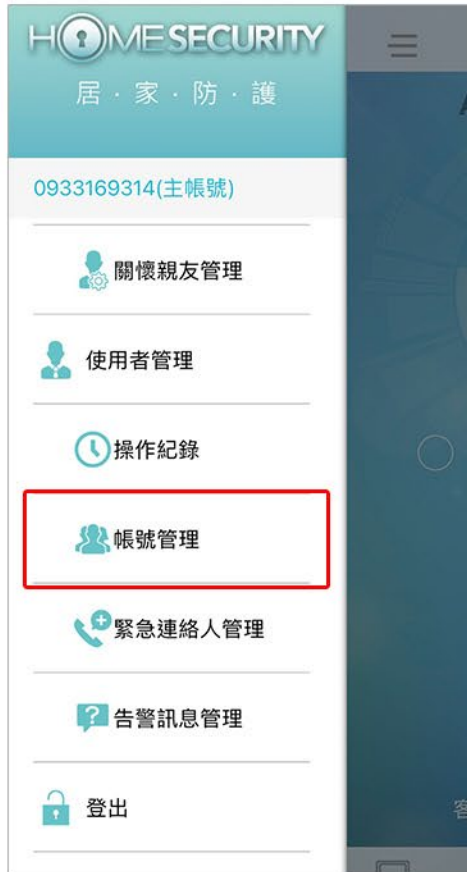 HOME SECURITY
居·家·防·護
0933169314(主帳號)
關懷親友管理
使用者管理
操作紀錄
帳號管理
緊急連絡人管理
告警訊息管理
登出
客